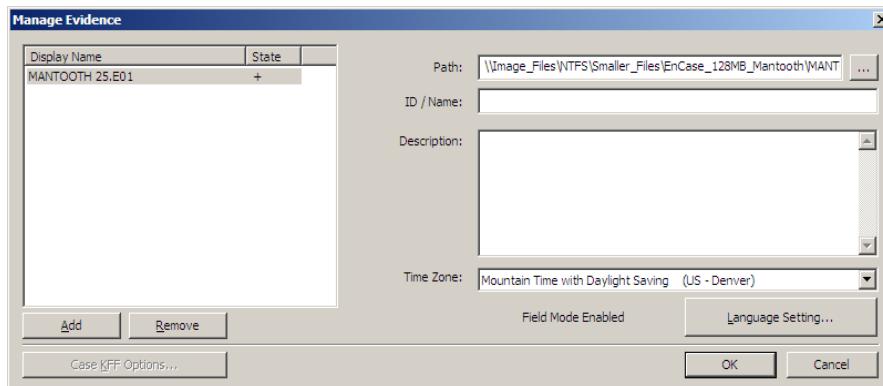 Manage Evidence
Display Name State
MANTOOTH 25.E01 +
Path: \\Image_Files\NTFS\Smaller_Files\EnCase_128MB_Mantooth\MANT ...
ID / Name:
Description:
Time Zone: Mountain Time with Daylight Saving (US - Denver)
Add Remove Field Mode Enabled Language Setting...
Case KFF Options... OK Cancel